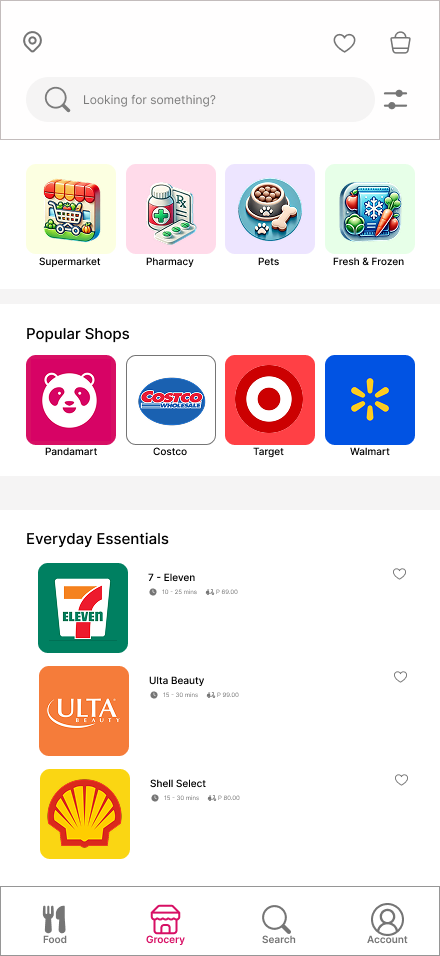 Looking for something?
Supermarket
Pharmacy
Pets
Fresh & Frozen
Popular Shops
COSTCO
WHOLESALE
Pandamart
Costco
Target
Walmart
Everyday Essentials
7 - Eleven
10 - 25 mins P 69.00
ELEVEN
Ulta Beauty
15 - 30 mins P 99.00
ULTA
BEAUTY
Shell Select
15 - 30 mins P 80.00
Food
Grocery
Search
Account